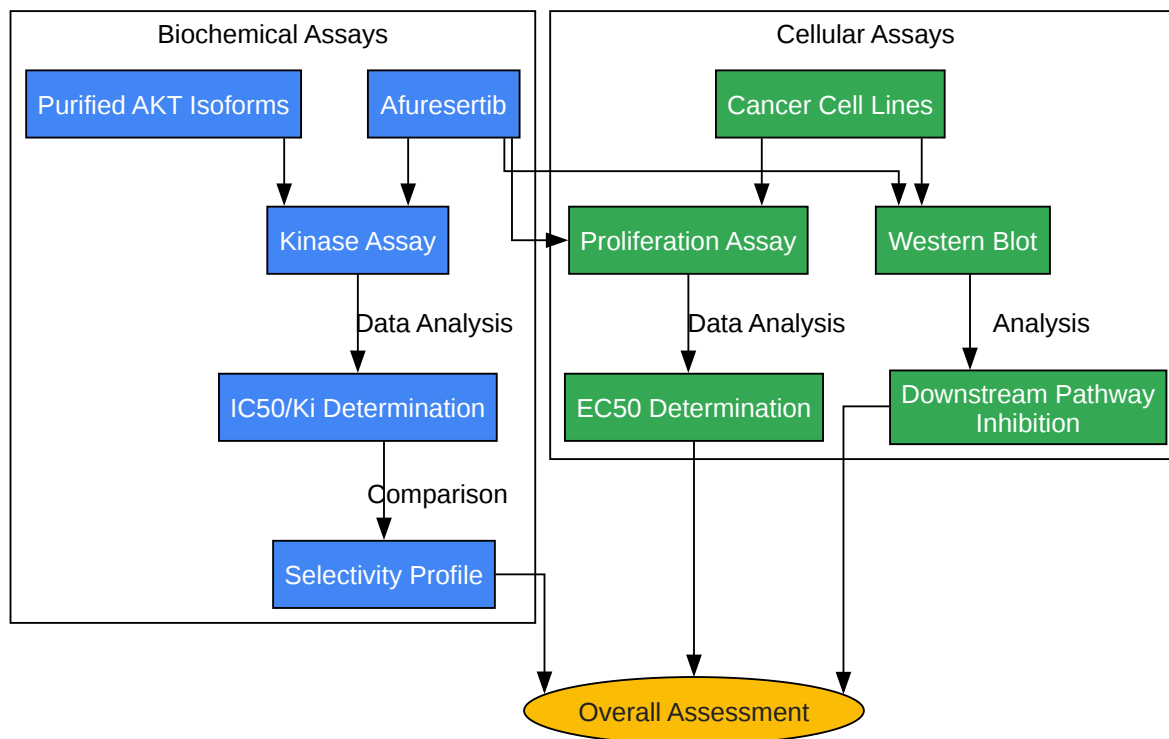 Biochemical Assays
Cellular Assays
Purified AKT Isoforms
Afuresertib
Cancer Cell Lines
Kinase Assay
Proliferation Assay
Western Blot
Data Analysis
Data Analysis
Analysis
IC50/Ki Determination
EC50 Determination
Downstream Pathway
Inhibition
Comparison
Selectivity Profile
Overall Assessment